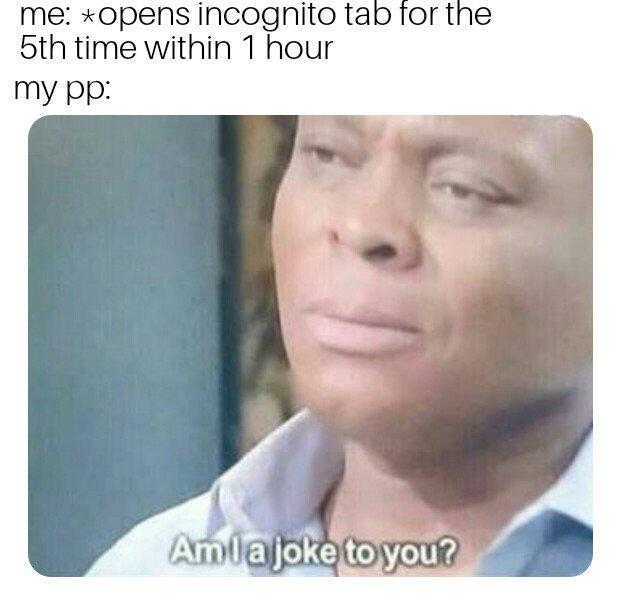 me: *opens incognito tab for the
5th time within 1 hour
my pp:
Am I a joke to you?